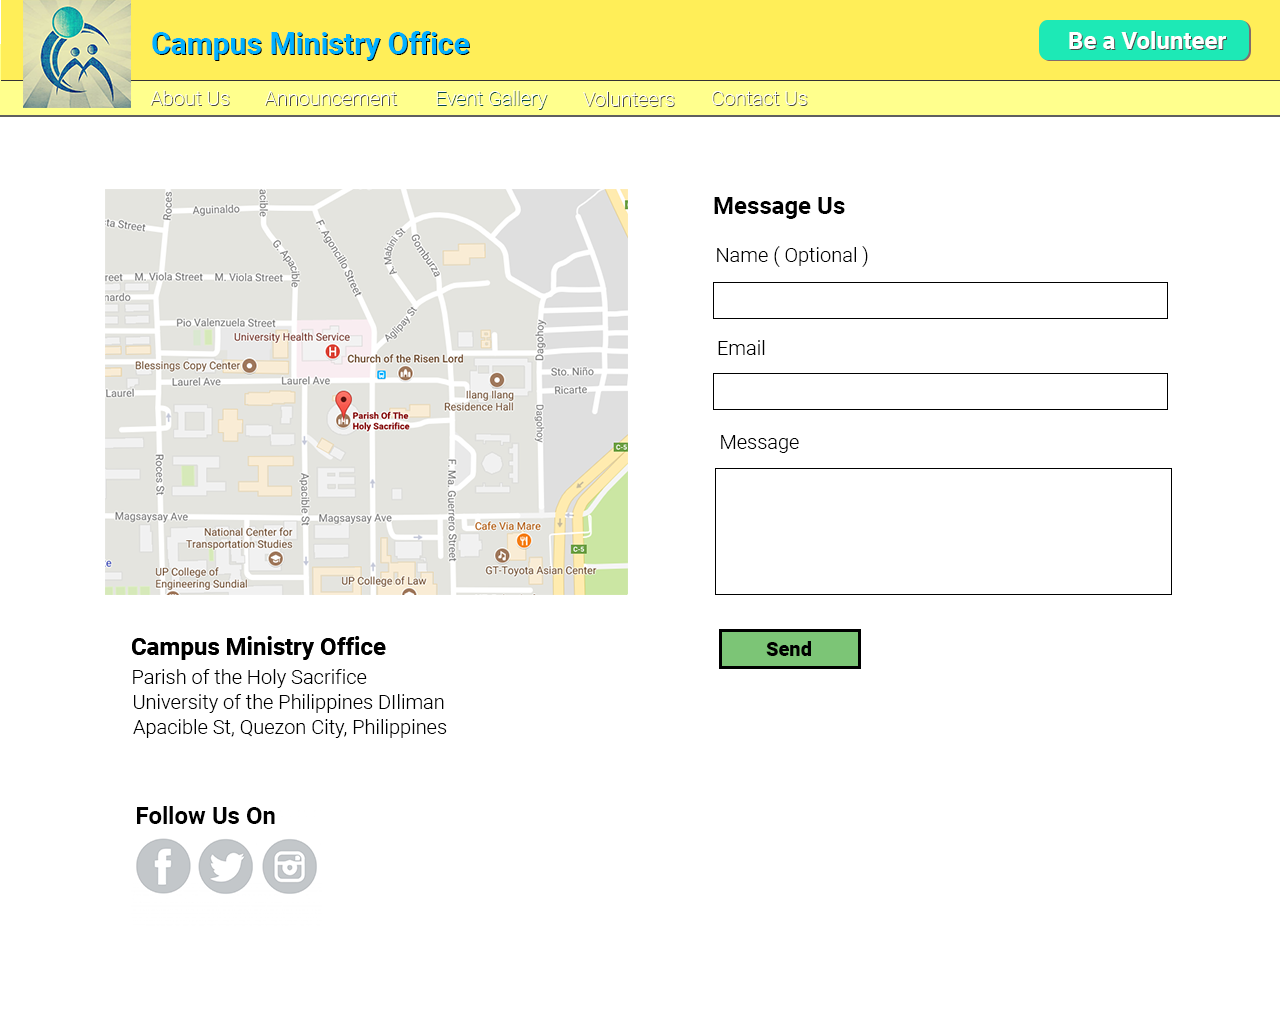 Campus Ministry Office
Be a Volunteer
About Us
Announcement
Event Gallery
Volunteers
Contact Us
Roces
acible
Aguinaldo
ta Street
F. Agoncillo Street
G. Apacible
A. Mabini St
Gomburza
reet
M. Viola Street
M. Viola Street
nardo
Pio Valenzuela Street
Aglipay St
University Health Service
Church of the Risen Lord
Dagohoy
Blessings Copy Center
Laurel Ave
Laurel Ave
Sto. Niño
Laurel
Ricarte
Ilang Ilang
Residence Hall
Parish Of The
Holy Sacrifice
Dagohoy
C-5
Roces St
Apacible St
F. Ma. Guerrero Street
Magsaysay Ave
Magsaysay Ave
Cafe Via Mare
National Center for
Transportation Studies
C-5
e
UP College of
Engineering Sundial
UP College of Law
GT-Toyota Asian Center
Message Us
Name ( Optional )
Email
Message
Send
Campus Ministry Office
Parish of the Holy Sacrifice
University of the Philippines DIliman
Apacible St, Quezon City, Philippines
Follow Us On